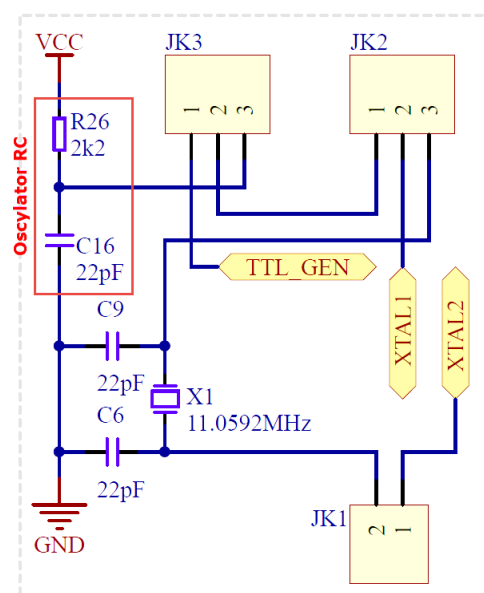 VCC
JK3
JK2
1
2
3
1
2
3
Oscylator RC
R26
2k2
C16
22pF
TTL_GEN
XTAL1
XTAL2
C9
22pF
X1
11.0592MHz
C6
22pF
JK1
2
1
GND